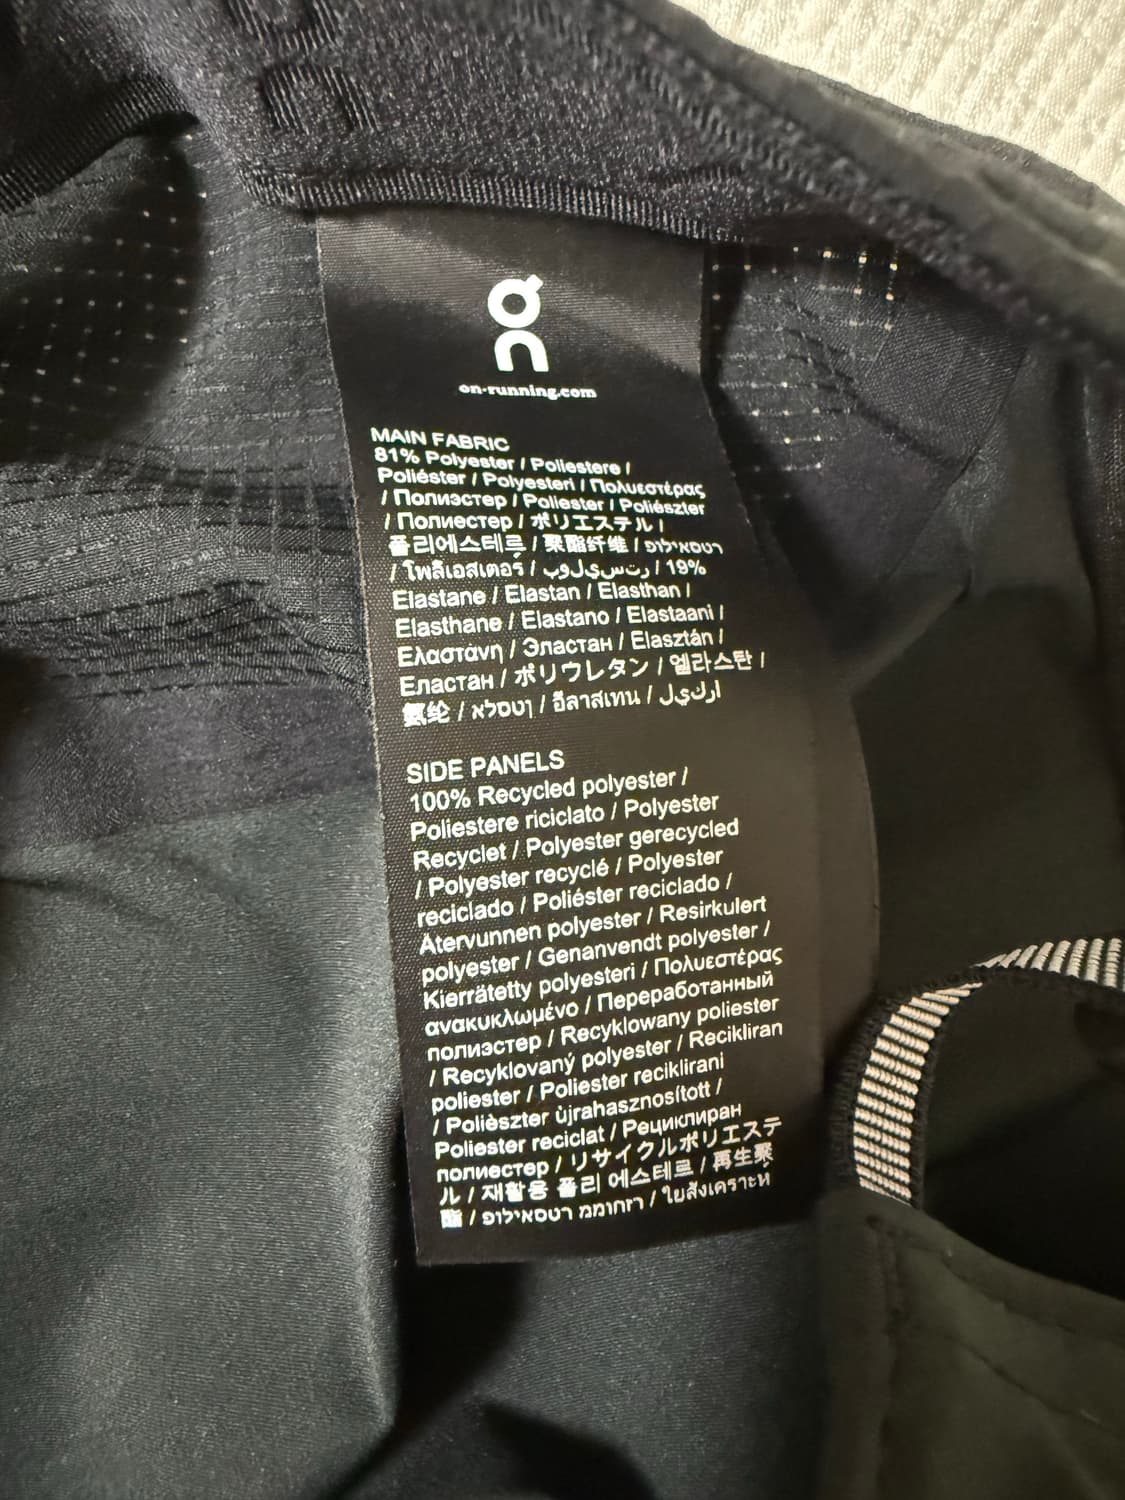 on
on-running.com
MAIN FABRIC
81% Polyester / Poliestere /
Poliéster / Polyesteri / Πολυεστέρας
/ Полиэстер / Poliester / Poliészter
/ Полиестер / ポリエステル /
폴리에스테르 / 聚酯纤维 / פוליאסטר
/ โพลีเอสเตอร์ / بوليستر / 19%
Elastane / Elastan / Elasthan /
Elasthane / Elastano / Elastaani /
Ελαστάνη / Эластан / Elasztán /
Еластан / ポリウレタン / 엘라스탄 /
氨纶 / אלסטן / อีลาสเทน /
SIDE PANELS
100% Recycled polyester /
Poliestere riciclato / Polyester
Recyclet / Polyester gerecycled
/ Polyester recyclé / Polyester
reciclado / Poliéster reciclado /
Återvunnen polyester / Resirkulert
polyester / Genanvendt polyester /
Kierrätetty polyesteri / Πολυεστέρας
ανακυκλωμένο / Переработанный
полиэстер / Recyklowany poliester
/ Recyklovaný polyester / Recikliran
poliester / Poliester reciklirani
/ Polièszter ùjrahasznosított /
Poliester reciclat / Рециклиран
полиестер / リサイクルポリエステ
ル / 재활용 폴리 에스테르 / 再生聚
酯 / פוליאסטר ממוחזר / ใยสังเคราะห์